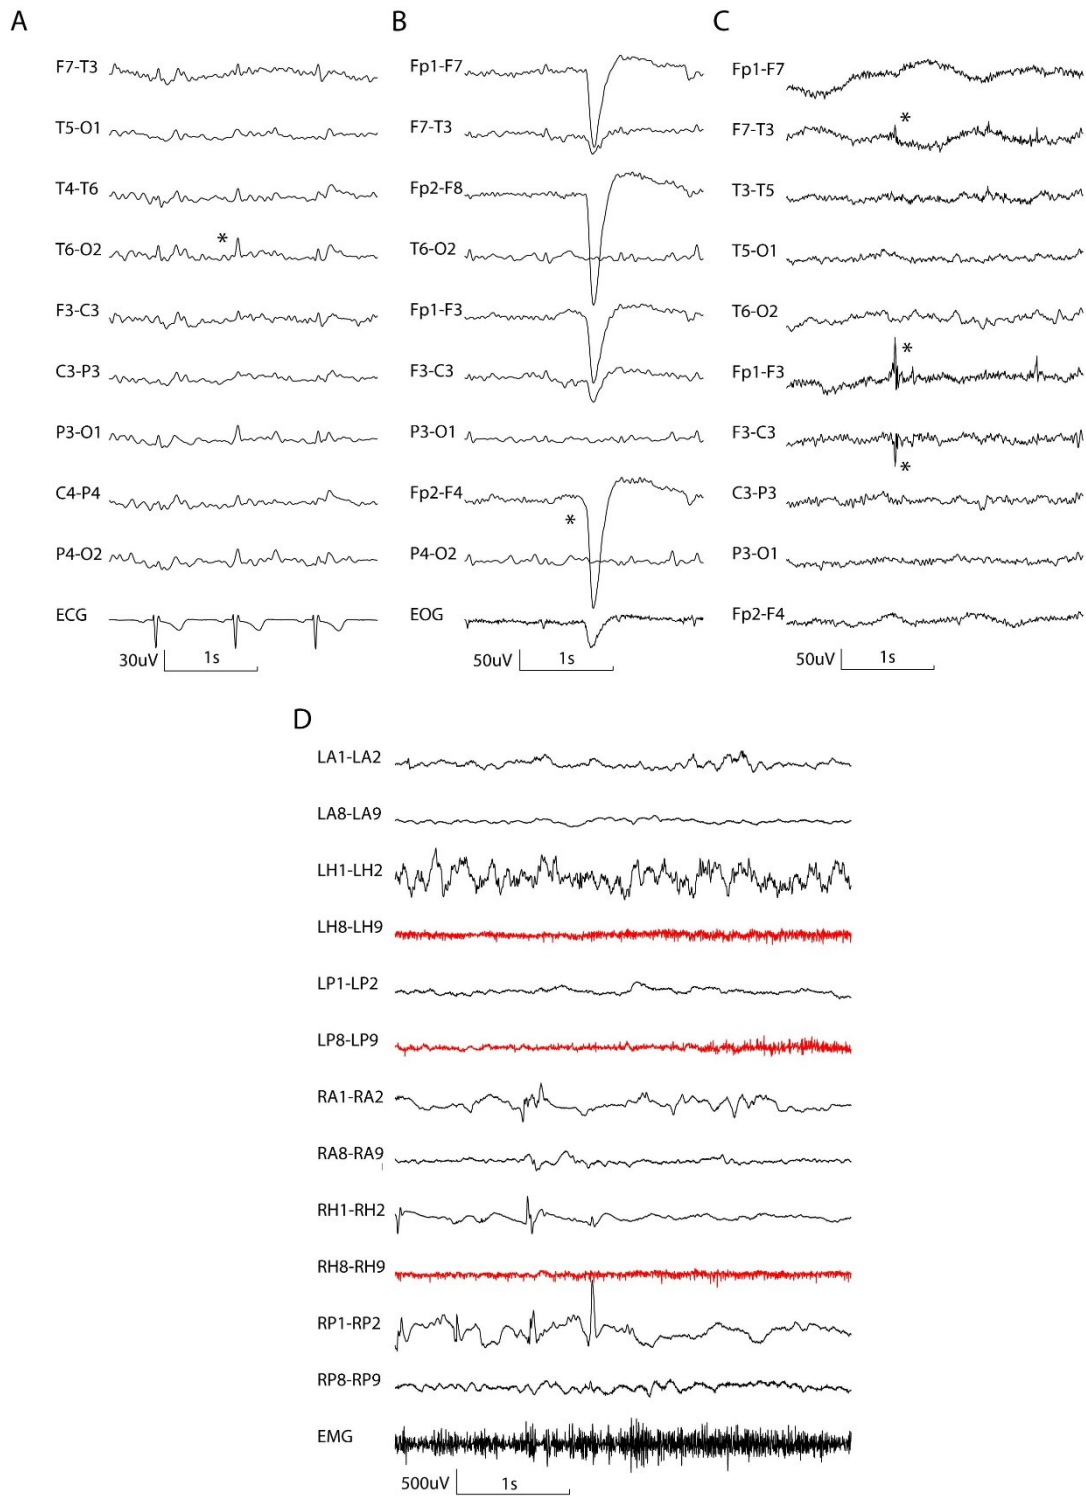 A
F7-T3
T5-O1
T4-T6
T6-O2
*
F3-C3
C3-P3
P3-O1
C4-P4
P4-O2
ECG
30uV
1s
B
Fp1-F7
F7-T3
Fp2-F8
T6-O2
Fp1-F3
F3-C3
P3-O1
Fp2-F4
*
P4-O2
EOG
50uV
1s
C
Fp1-F7
F7-T3
*
T3-T5
T5-O1
T6-O2
Fp1-F3
*
F3-C3
*
C3-P3
P3-O1
Fp2-F4
50uV
1s
D
LA1-LA2
LA8-LA9
LH1-LH2
LH8-LH9
LP1-LP2
LP8-LP9
RA1-RA2
RA8-RA9
RH1-RH2
RH8-RH9
RP1-RP2
RP8-RP9
EMG
500uV
1s